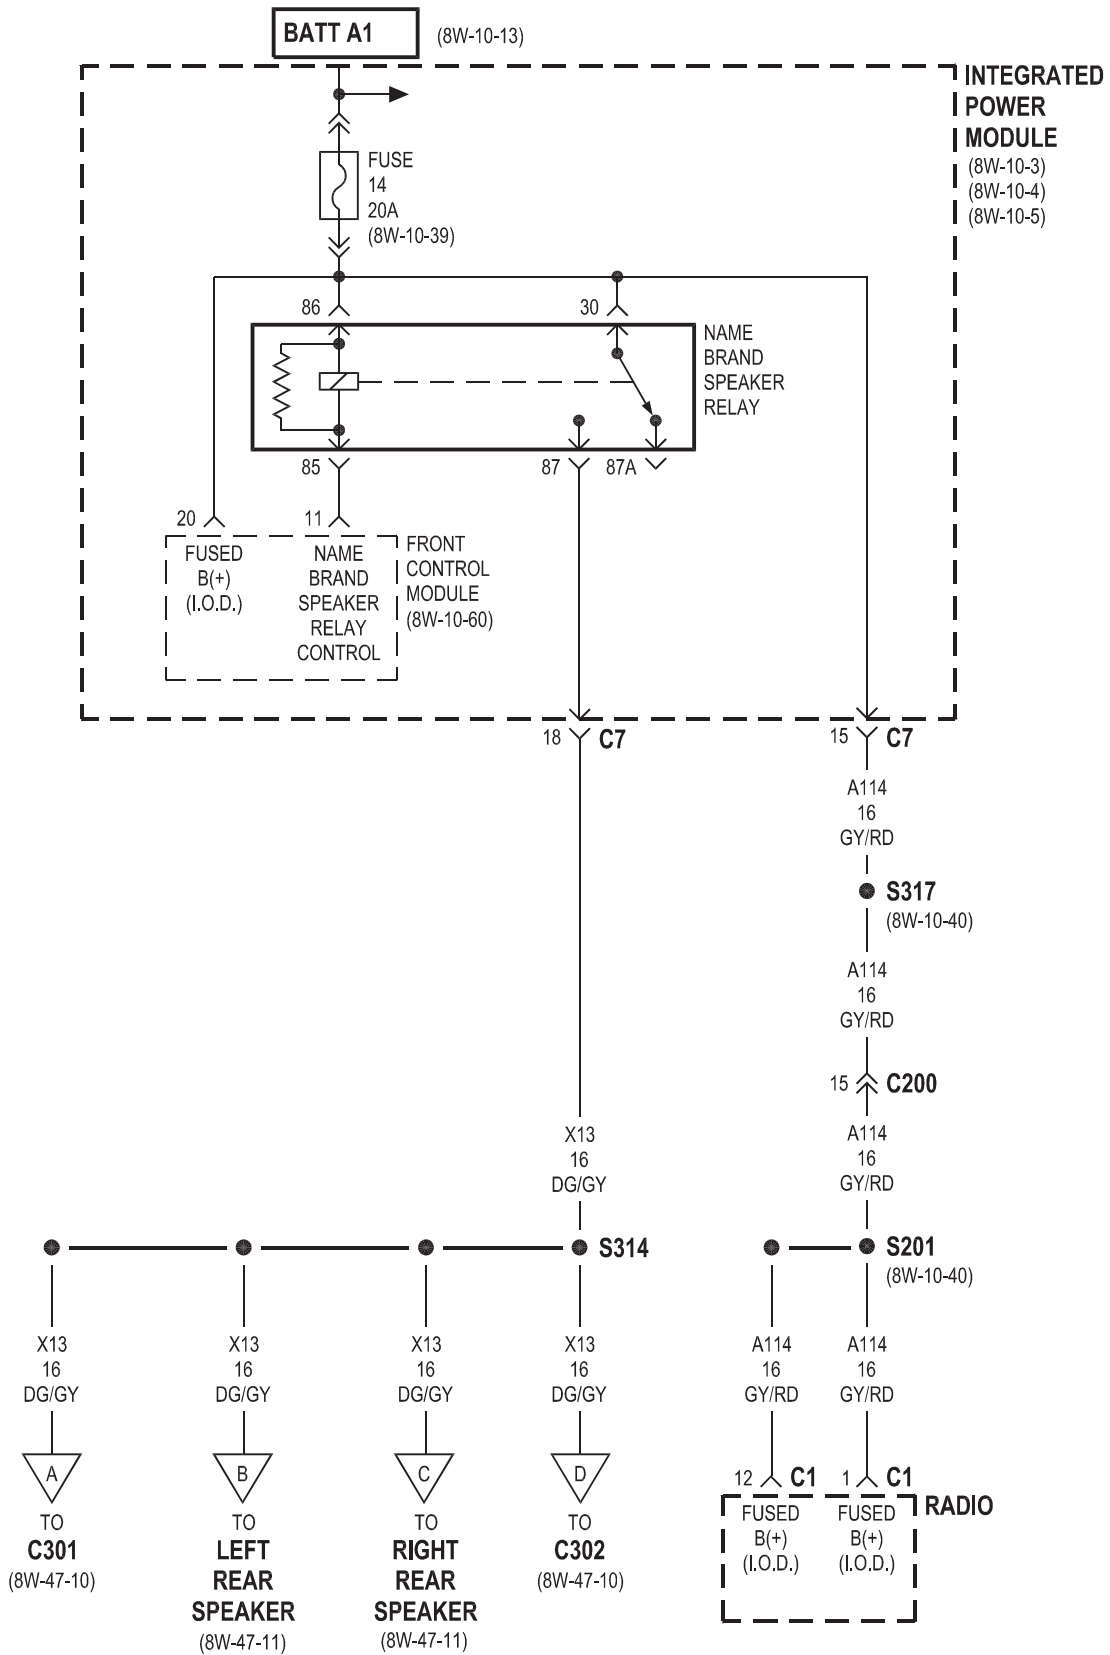 BATT A1
(8W-10-13)
INTEGRATED
POWER
MODULE
(8W-10-3)
(8W-10-4)
(8W-10-5)
FUSE
14
20A
(8W-10-39)
86
30
NAME
BRAND
SPEAKER
RELAY
85
87
87A
20
11
FUSED
B(+)
(I.O.D.)
NAME
BRAND
SPEAKER
RELAY
CONTROL
FRONT
CONTROL
MODULE
(8W-10-60)
18
C7
15
C7
A114
16
GY/RD
S317
(8W-10-40)
A114
16
GY/RD
15
C200
A114
16
GY/RD
X13
16
DG/GY
S314
S201
(8W-10-40)
X13
16
DG/GY
X13
16
DG/GY
X13
16
DG/GY
X13
16
DG/GY
A114
16
GY/RD
A114
16
GY/RD
A
TO
C301
(8W-47-10)
B
TO
LEFT
REAR
SPEAKER
(8W-47-11)
C
TO
RIGHT
REAR
SPEAKER
(8W-47-11)
D
TO
C302
(8W-47-10)
12
C1
1
C1
RADIO
FUSED
B(+)
(I.O.D.)
FUSED
B(+)
(I.O.D.)